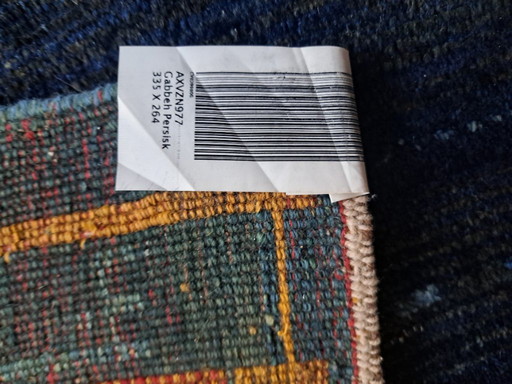 AXVZN977
Gabbeh Persisk
335 X 264